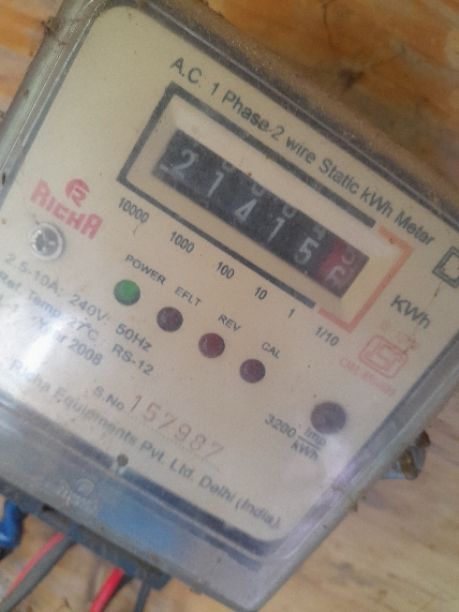 A.C. 1 Phase-2 wire Static kWh Meter
21415
10000 1000 100 10 1 1/10
KWh
RICHA
POWER EFLT REV CAL
2.5-10A, 240V 50Hz
Ref. Temp. 27°C RS-12
2008
S.No 157987
3200 Imp
kWh
Richa Equipments Pvt. Ltd. Delhi (India).